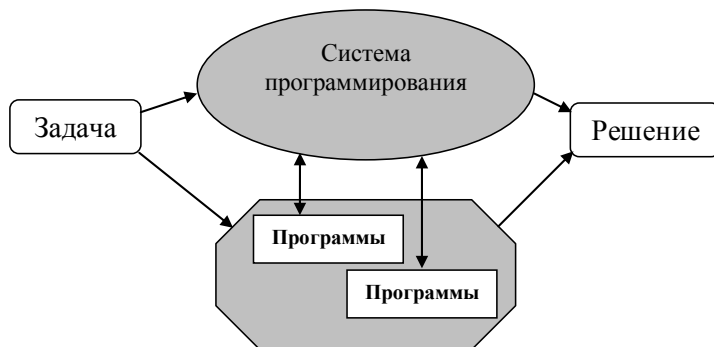 Система
программирования
Задача
Решение
Программы
Программы